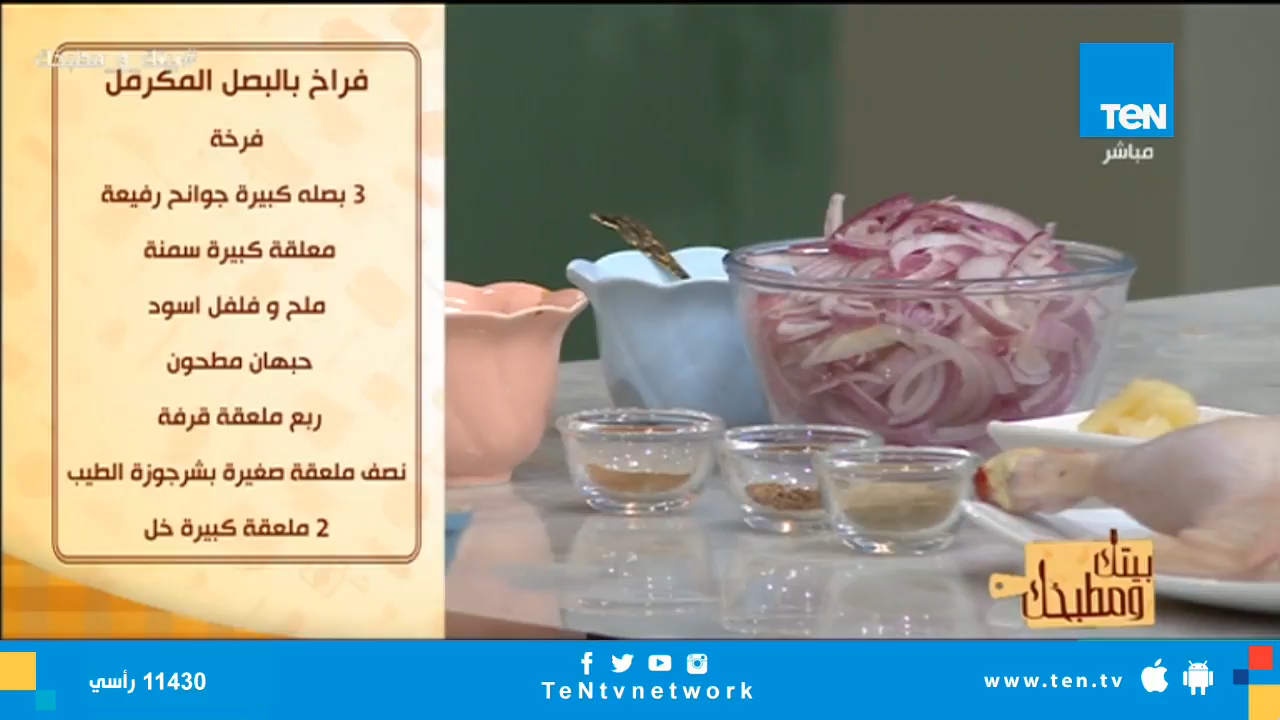 #بيتك_و_مطبخك
فراخ بالبصل المكرمل
فرخة
3 بصله كبيرة جوانح رفيعة
معلقة كبيرة سمنة
ملح و فلفل اسود
حبهان مطحون
ربع ملعقة قرفة
نصف ملعقة صغيرة بشرجوزة الطيب
2 ملعقة كبيرة خل
TeN
مباشر
بيتك
ومطبخك
11430 رأسي
TeNtvnetwork
www.ten.tv